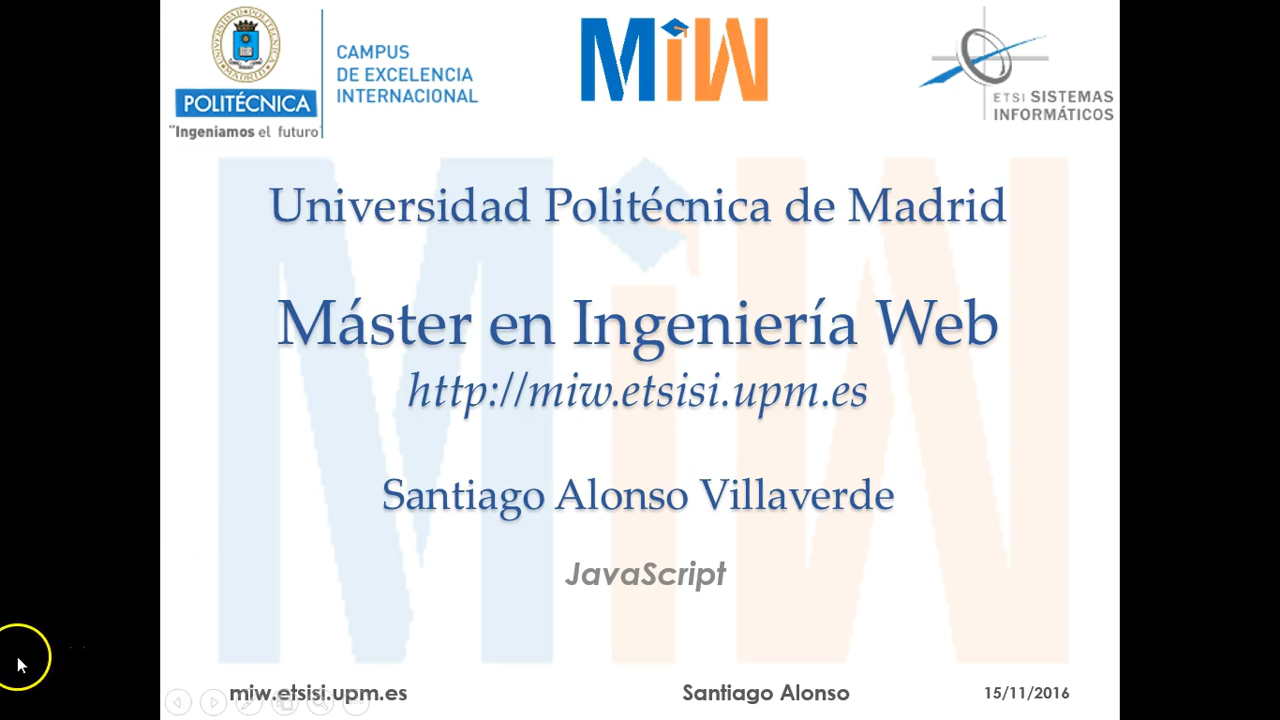 POLITÉCNICA
"Ingeniamos el futuro
CAMPUS
DE EXCELENCIA
INTERNACIONAL
MiW
ETSI SISTEMAS
INFORMÁTICOS
Universidad Politécnica de Madrid
Máster en Ingeniería Web
http://miw.etsisi.upm.es
Santiago Alonso Villaverde
JavaScript
miw.etsisi.upm.es
Santiago Alonso
15/11/2016